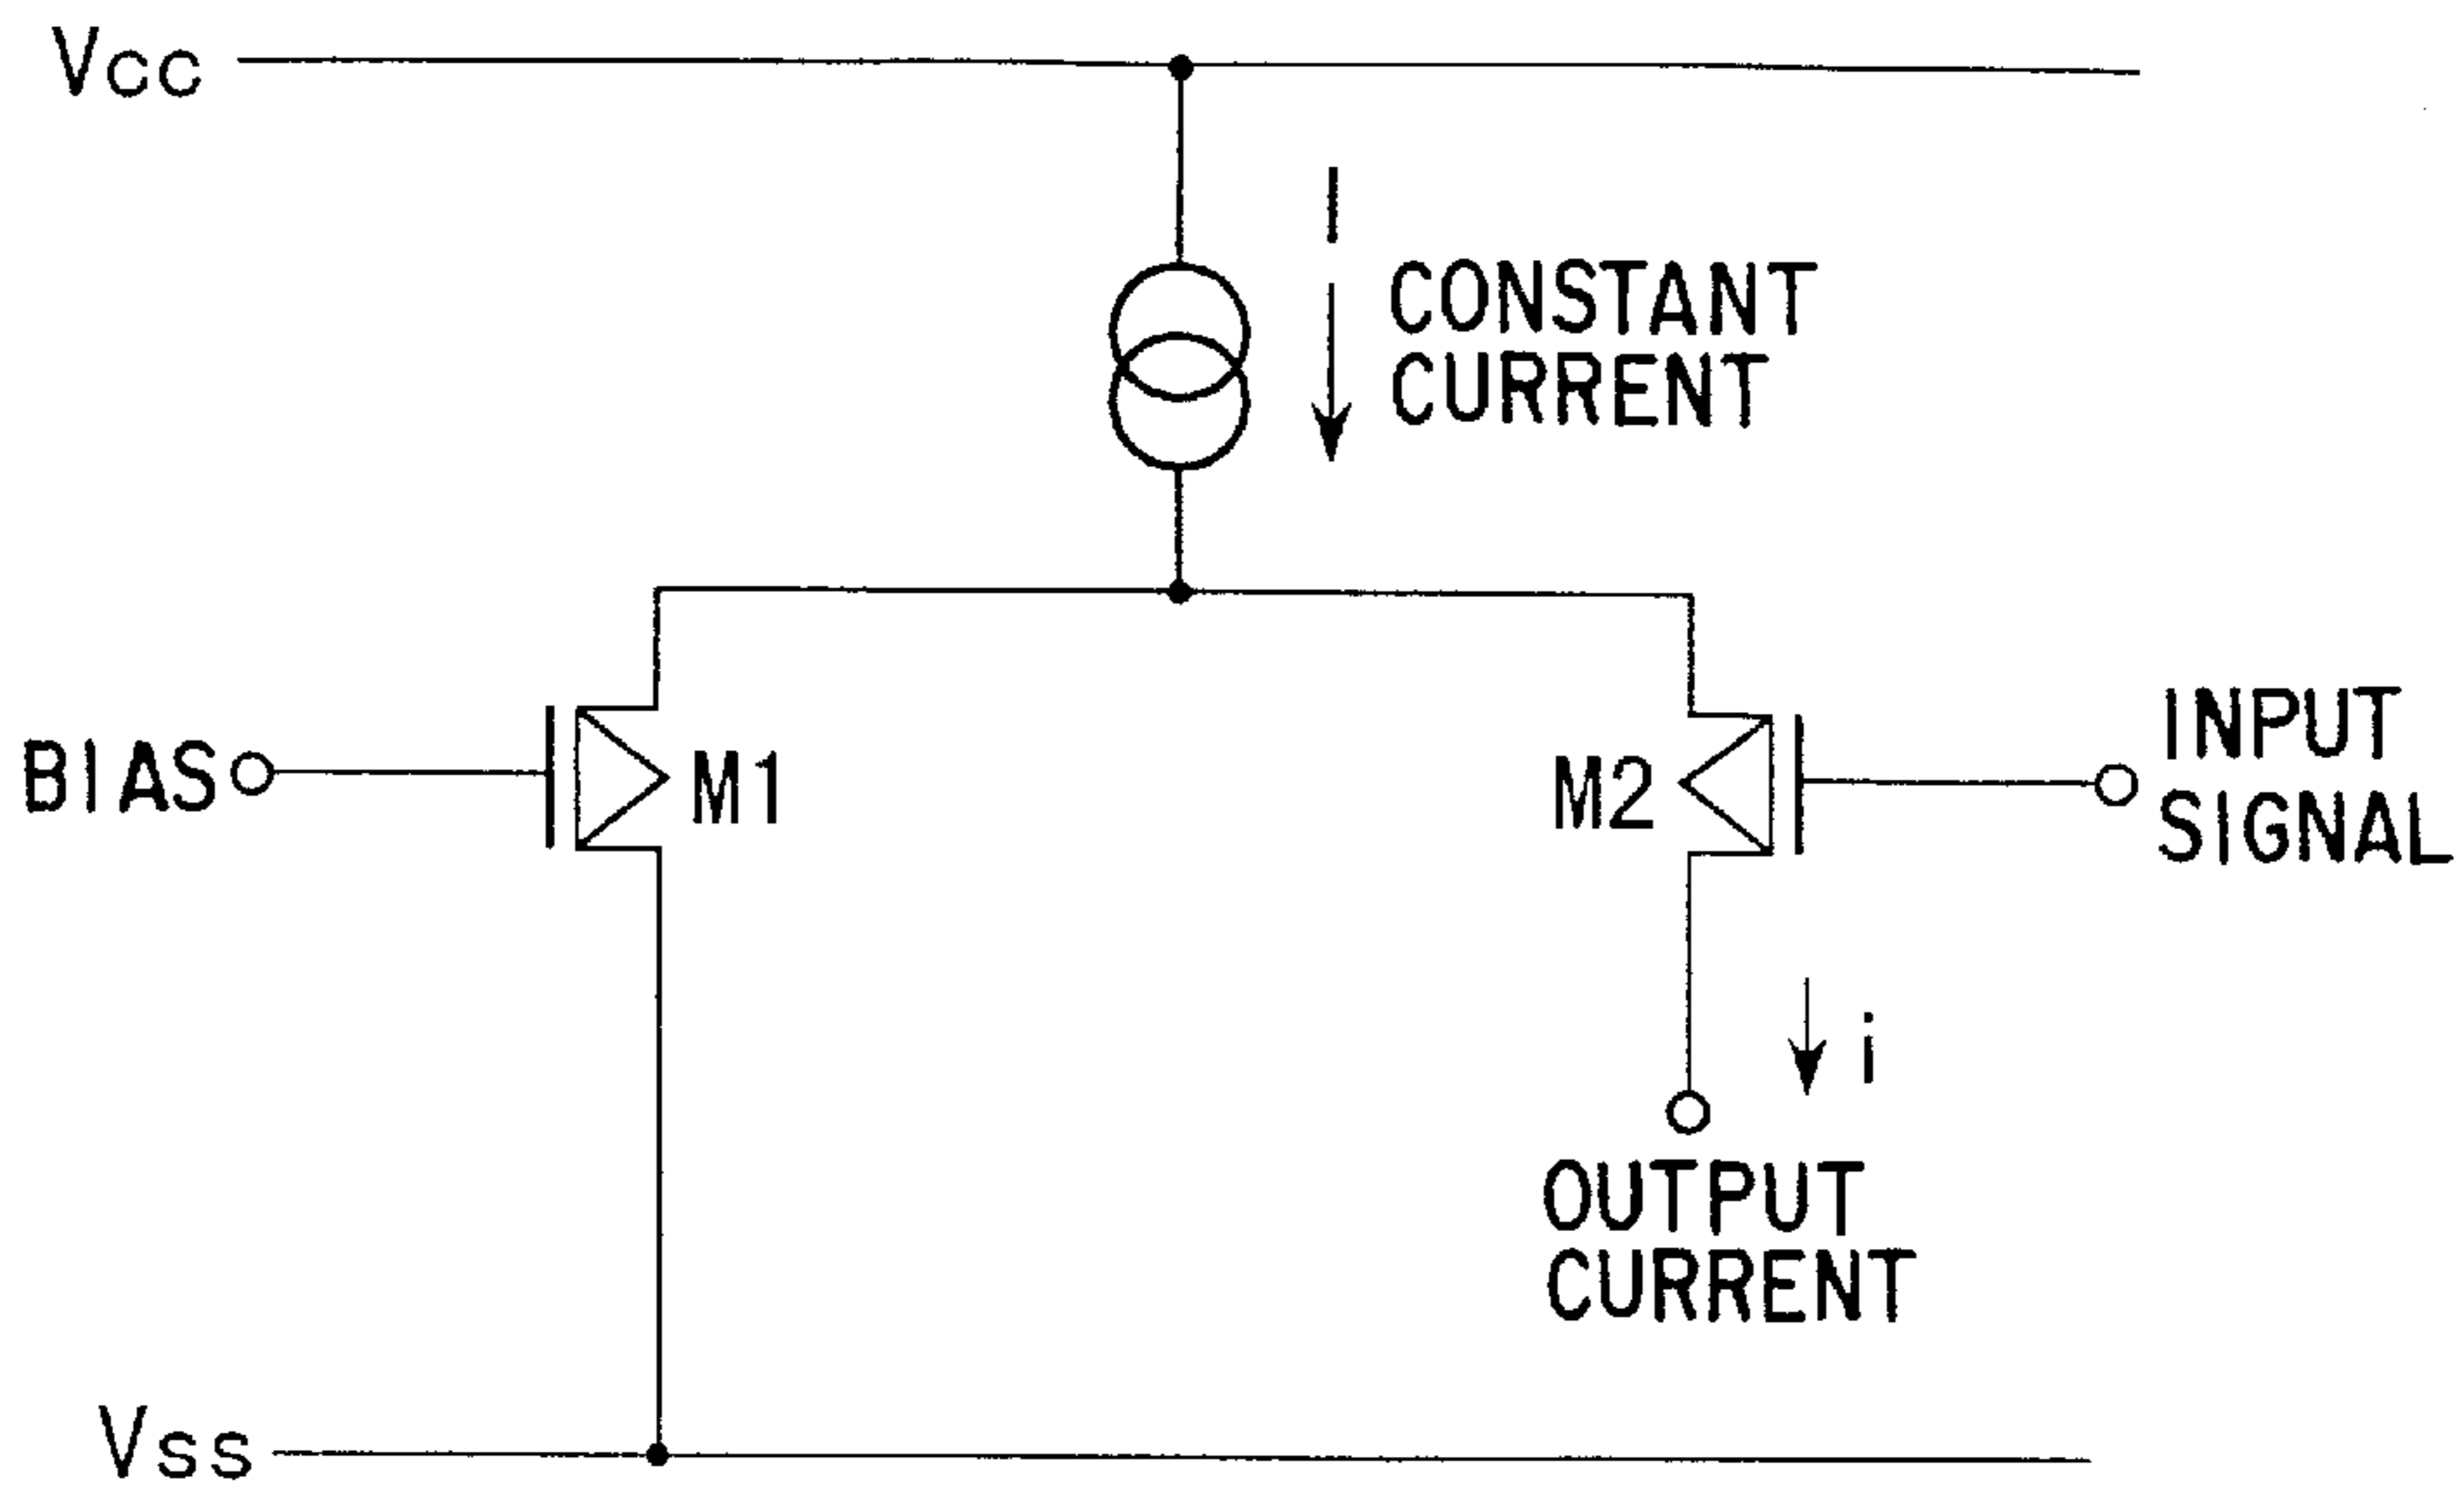 Vcc
I
CONSTANT
CURRENT
BIAS
M1
M2
INPUT
SIGNAL
i
OUTPUT
CURRENT
Vss